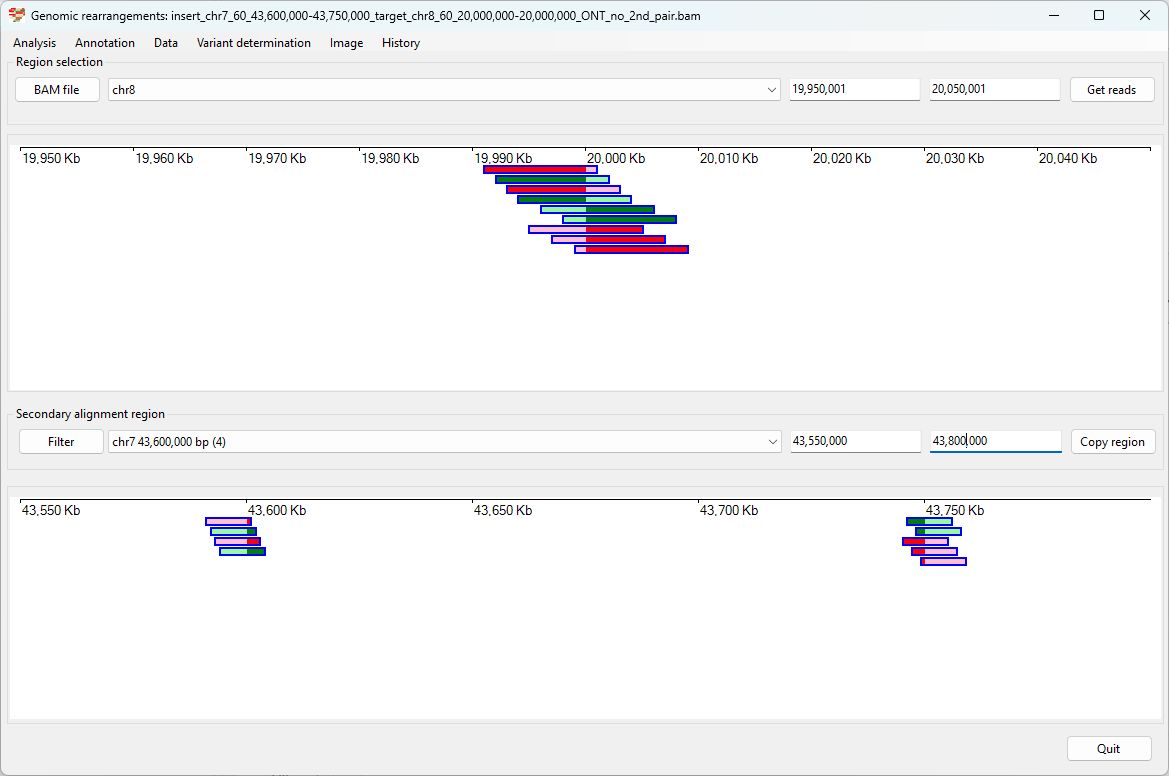 Genomic rearrangements: insert_chr7_60_43,600,000-43,750,000_target_chr8_60_20,000,000-20,000,000_ONT_no_2nd_pair.bam
Analysis Annotation Data Variant determination Image History
Region selection
BAM file chr8 19,950,001 20,050,001 Get reads
19,950 Kb 19,960 Kb 19,970 Kb 19,980 Kb 19,990 Kb 20,000 Kb 20,010 Kb 20,020 Kb 20,030 Kb 20,040 Kb
Secondary alignment region
Filter chr7 43,600,000 bp (4) 43,550,000 43,800,000 Copy region
43,550 Kb 43,600 Kb 43,650 Kb 43,700 Kb 43,750 Kb
Quit